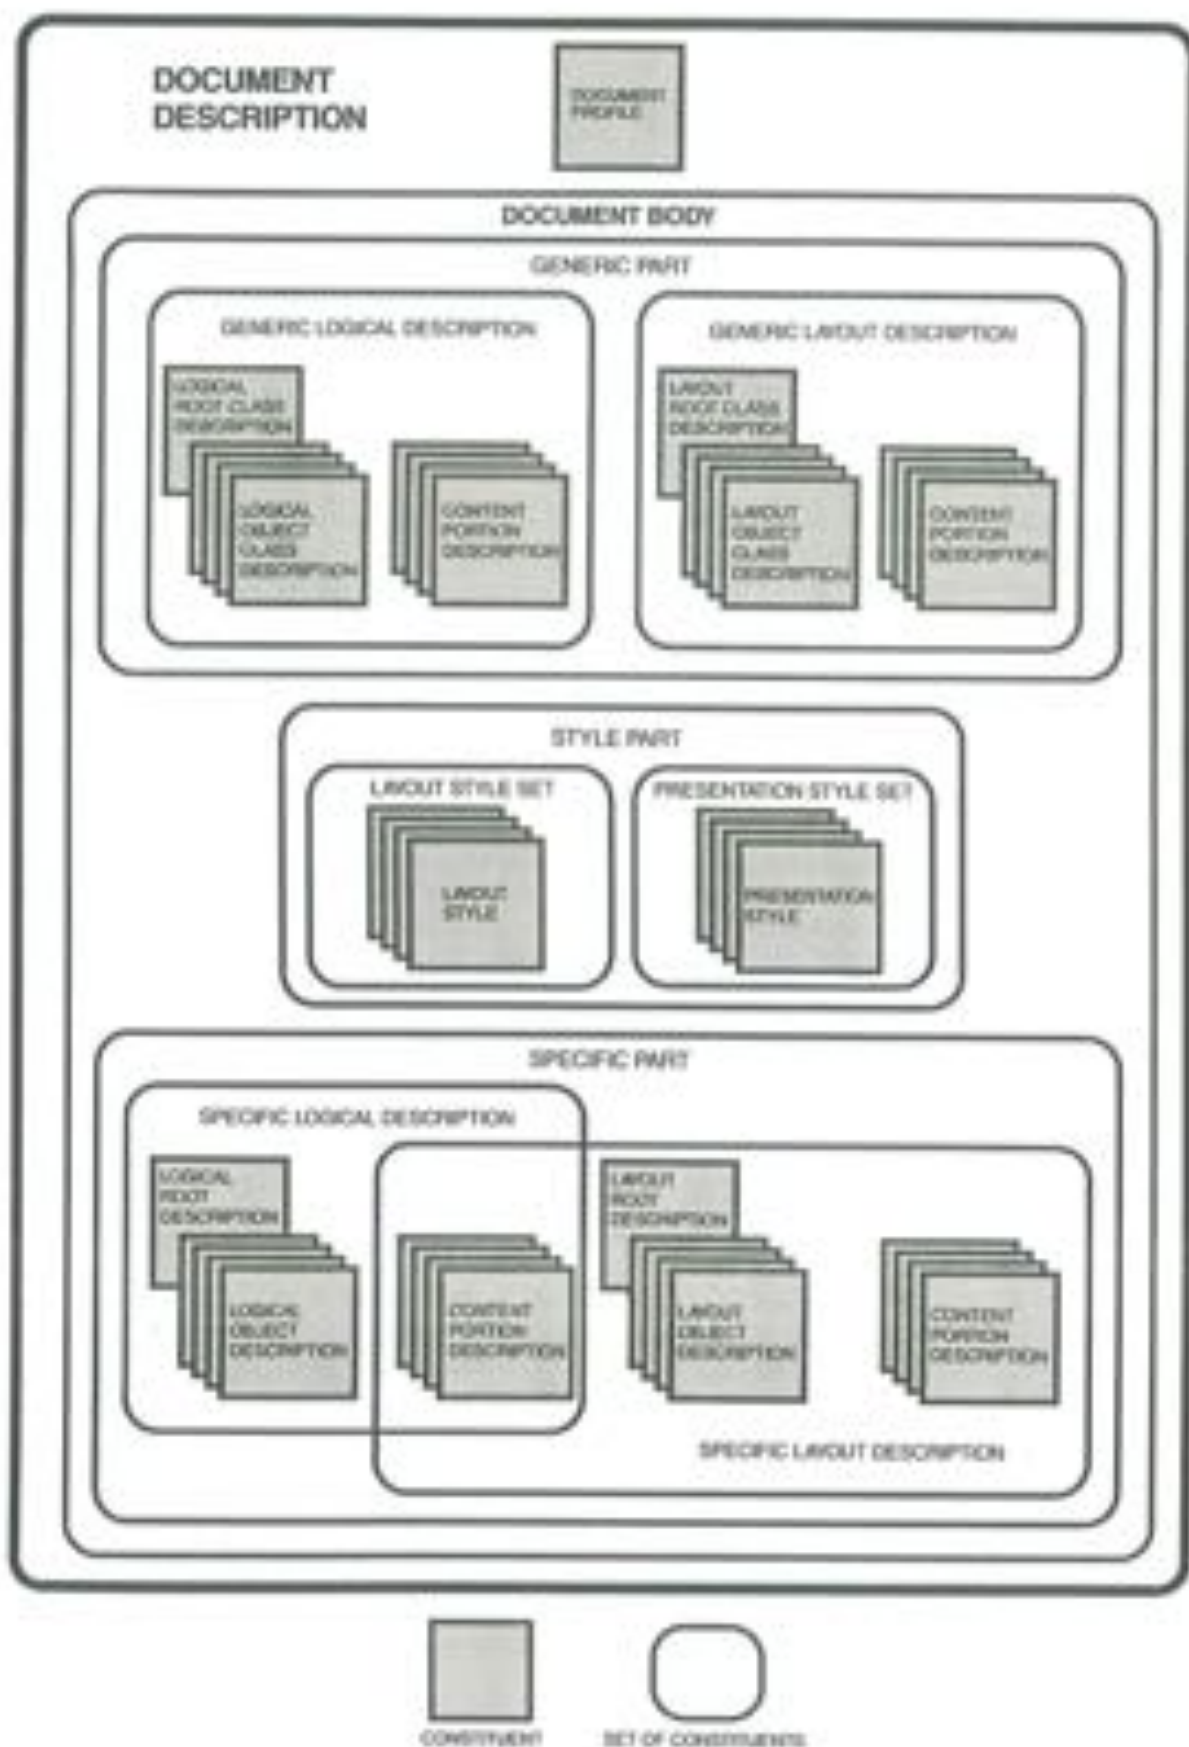 DOCUMENT
DESCRIPTION
DOCUMENT
PROFILE
DOCUMENT BODY
GENERIC PART
GENERIC LOGICAL DESCRIPTION
LOGICAL
ROOT CLASS
DESCRIPTION
LOGICAL
OBJECT
CLASS
DESCRIPTION
CONTENT
PORTION
DESCRIPTION
GENERIC LAYOUT DESCRIPTION
LAYOUT
ROOT CLASS
DESCRIPTION
LAYOUT
OBJECT
CLASS
DESCRIPTION
CONTENT
PORTION
DESCRIPTION
STYLE PART
LAYOUT STYLE SET
LAYOUT
STYLE
PRESENTATION STYLE SET
PRESENTATION
STYLE
SPECIFIC PART
SPECIFIC LOGICAL DESCRIPTION
LOGICAL
ROOT
DESCRIPTION
LOGICAL
OBJECT
DESCRIPTION
CONTENT
PORTION
DESCRIPTION
LAYOUT
ROOT
DESCRIPTION
LAYOUT
OBJECT
DESCRIPTION
CONTENT
PORTION
DESCRIPTION
SPECIFIC LAYOUT DESCRIPTION
CONSTITUENT
SET OF CONSTITUENTS